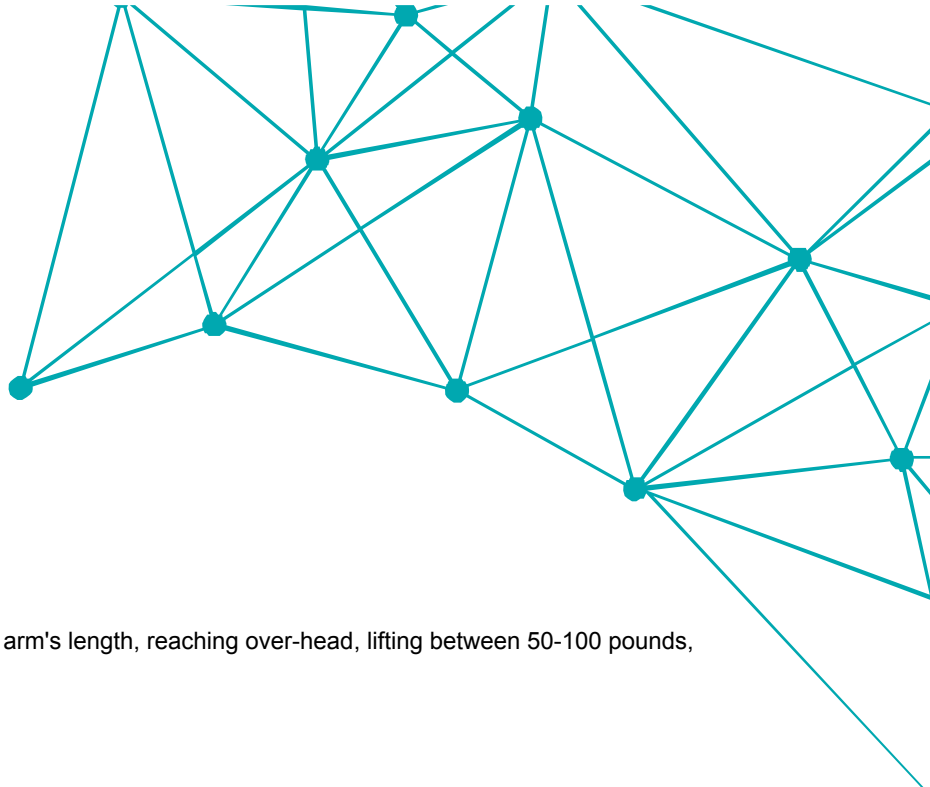 arm's length, reaching over-head, lifting between 50-100 pounds,